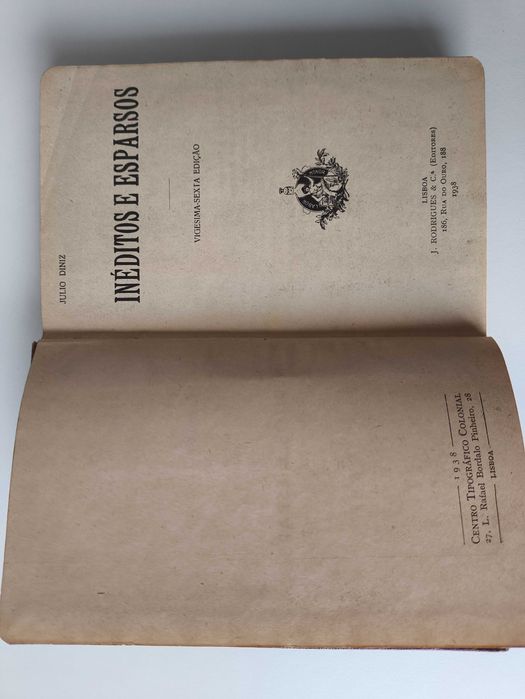 JULIO DINIZ
INÉDITOS E ESPARSOS
VIGESIMA-SEXTA EDIÇÃO
LISBOA
J. RODRIGUES & C.ª (EDITORES)
186, RUA DO OURO, 188
1938
1938
CENTRO TIPOGRÁFICO COLONIAL
27, L. Rafael Bordalo Pinheiro, 28
LISBOA